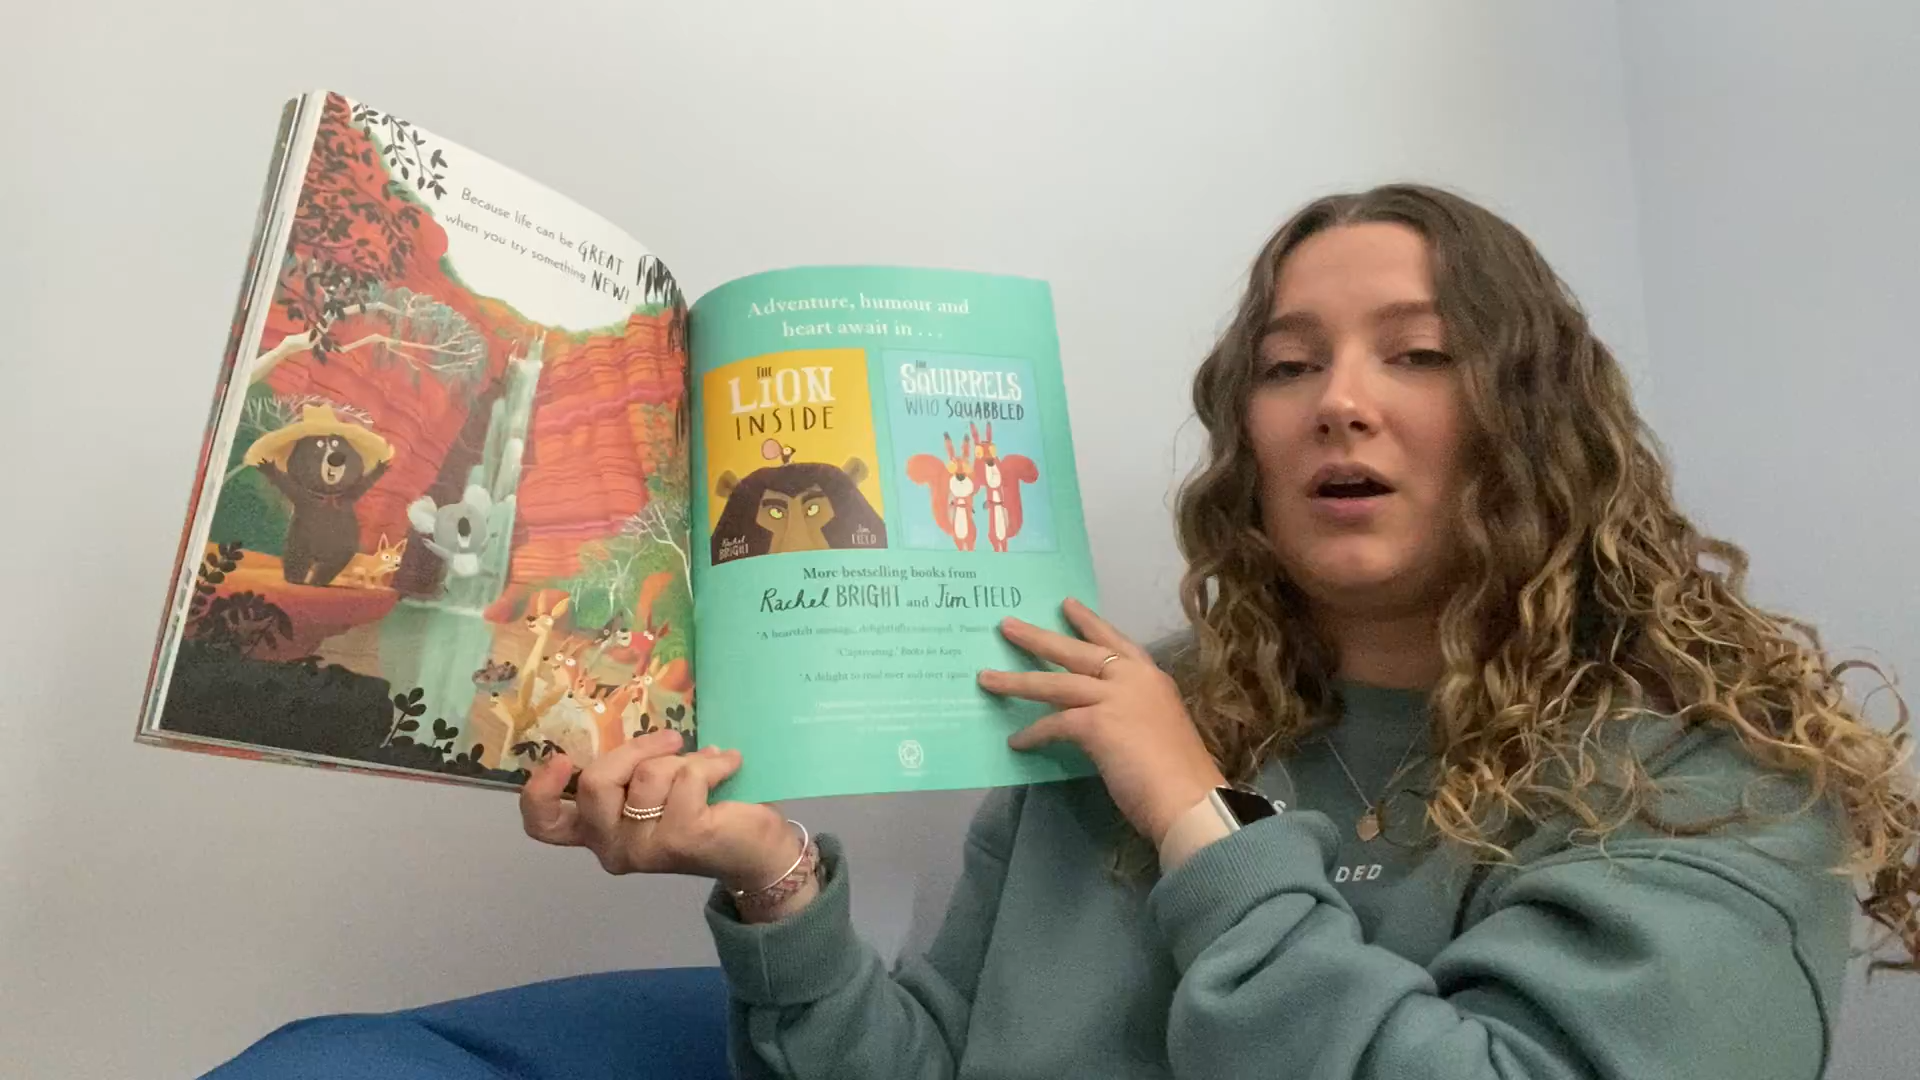 Because life can be GREAT
when you try something NEW!
Adventure, humour and
heart await in . . .
THE
LION
INSIDE
Rachel
BRIGHT
Jim
FIELD
THE
SQUIRRELS
WHO SQUABBLED
More bestselling books from
Rachel BRIGHT and Jim FIELD
'A heartfelt message, delightfully conveyed.'
'Captivating.' Books for Keeps
'A delight to read over and over again.'
DED